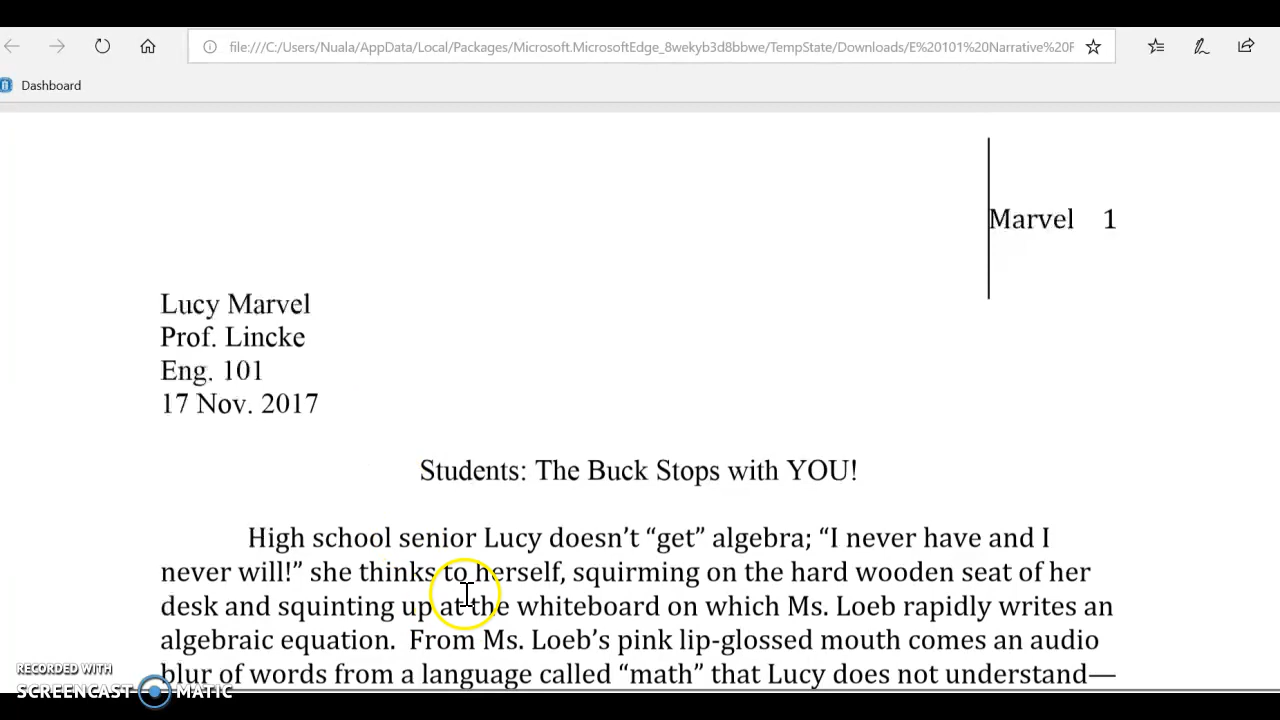 file:///C:/Users/Nuala/AppData/Local/Packages/Microsoft.MicrosoftEdge_8wekyb3d8bbwe/TempState/Downloads/E%20101%20Narrative%20F
Dashboard
Marvel 1
Lucy Marvel
Prof. Lincke
Eng. 101
17 Nov. 2017
Students: The Buck Stops with YOU!
High school senior Lucy doesn’t “get” algebra; “I never have and I
never will!” she thinks to herself, squirming on the hard wooden seat of her
desk and squinting up at the whiteboard on which Ms. Loeb rapidly writes an
algebraic equation.  From Ms. Loeb’s pink lip-glossed mouth comes an audio
blur of words from a language called “math” that Lucy does not understand—
RECORDED WITH
SCREENCAST MATIC